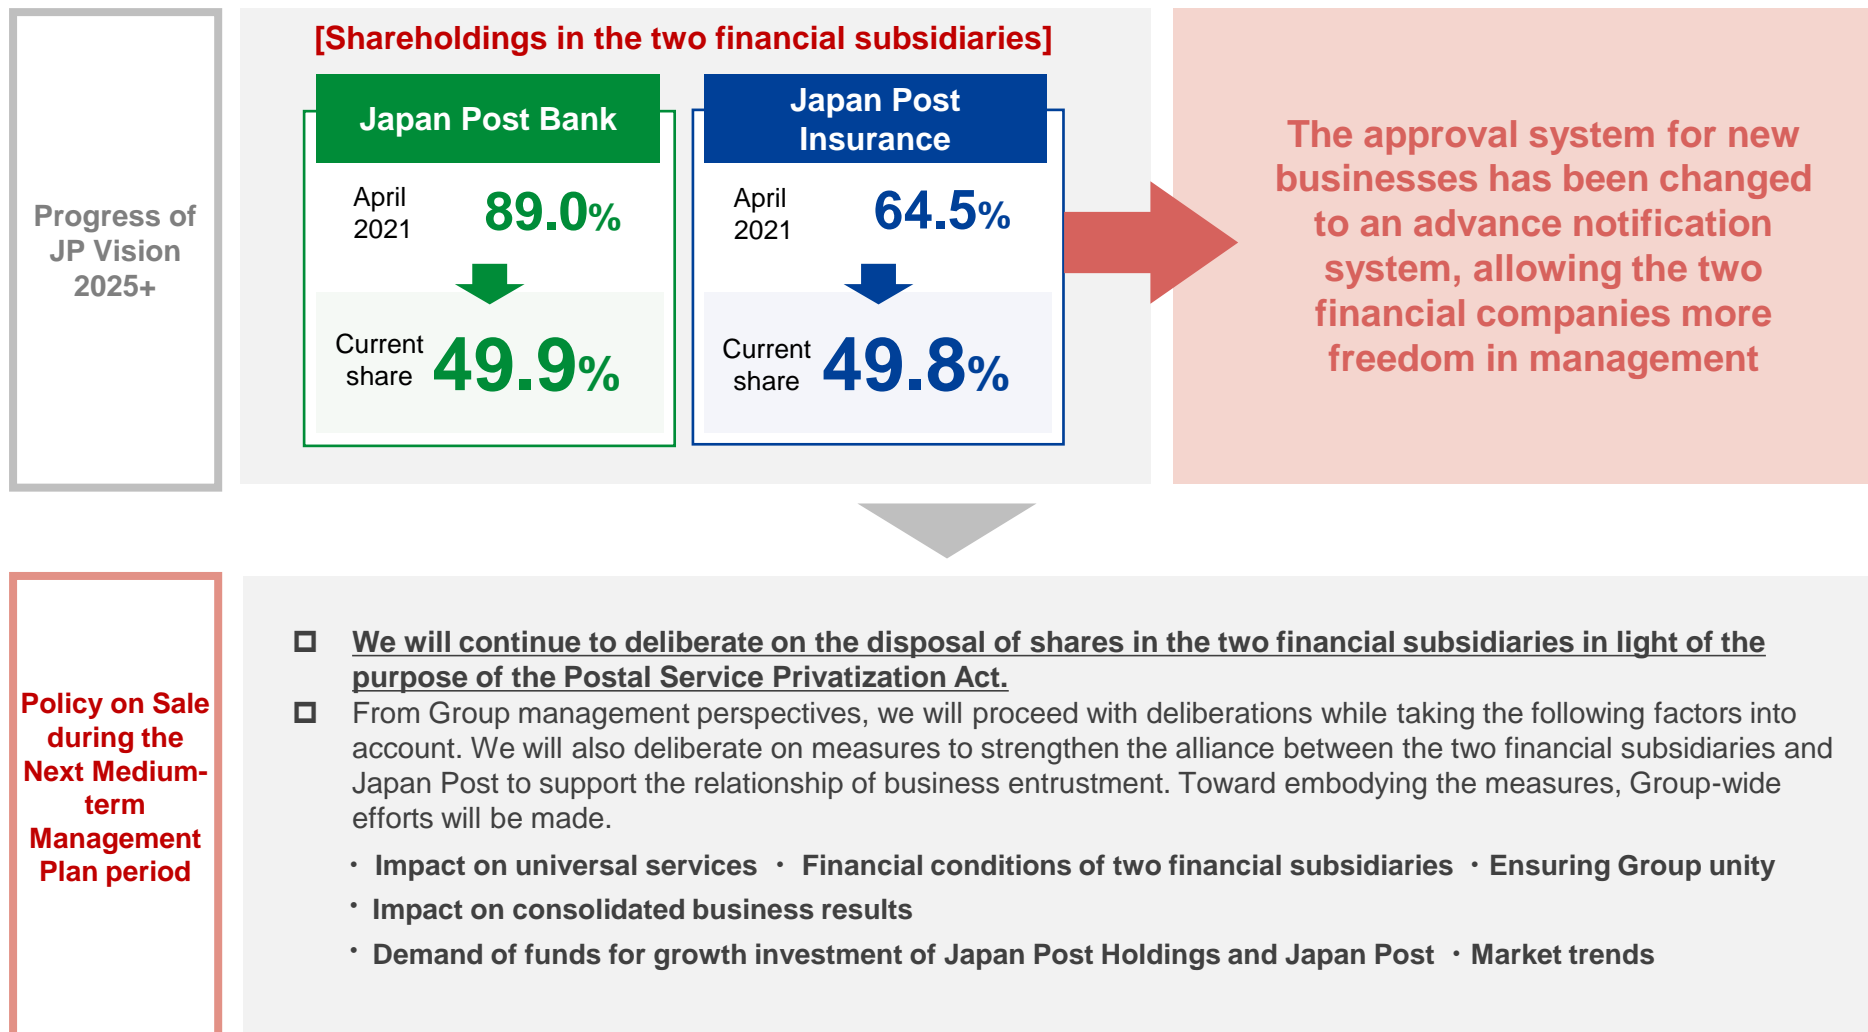 [Shareholdings in the two financial subsidiaries]
Progress of
JP Vision
2025+
Japan Post Bank
April
2021
89.0%
Current
share
49.9%
Japan Post
Insurance
April
2021
64.5%
Current
share
49.8%
The approval system for new
businesses has been changed
to an advance notification
system, allowing the two
financial companies more
freedom in management
Policy on Sale
during the
Next Medium-
term
Management
Plan period
We will continue to deliberate on the disposal of shares in the two financial subsidiaries in light of the
purpose of the Postal Service Privatization Act.
From Group management perspectives, we will proceed with deliberations while taking the following factors into
account. We will also deliberate on measures to strengthen the alliance between the two financial subsidiaries and
Japan Post to support the relationship of business entrustment. Toward embodying the measures, Group-wide
efforts will be made.
・ Impact on universal services ・ Financial conditions of two financial subsidiaries ・Ensuring Group unity
・ Impact on consolidated business results
・ Demand of funds for growth investment of Japan Post Holdings and Japan Post ・Market trends